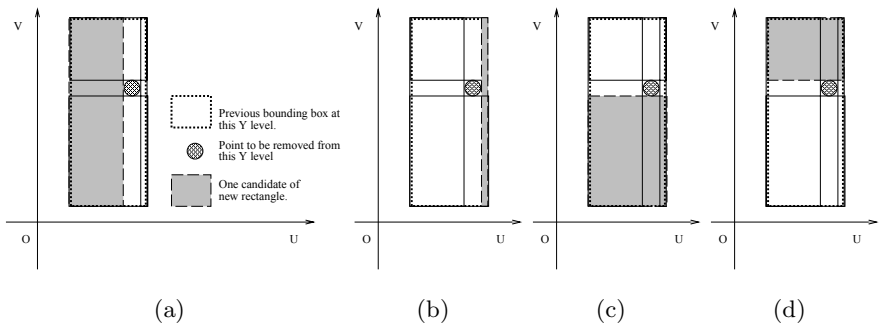 V
Previous bounding box at
this Y level.
Point to be removed from
this Y level
One candidate of
new rectangle.
O
U
(a)
V
O
U
(b)
V
O
U
(c)
V
O
U
(d)